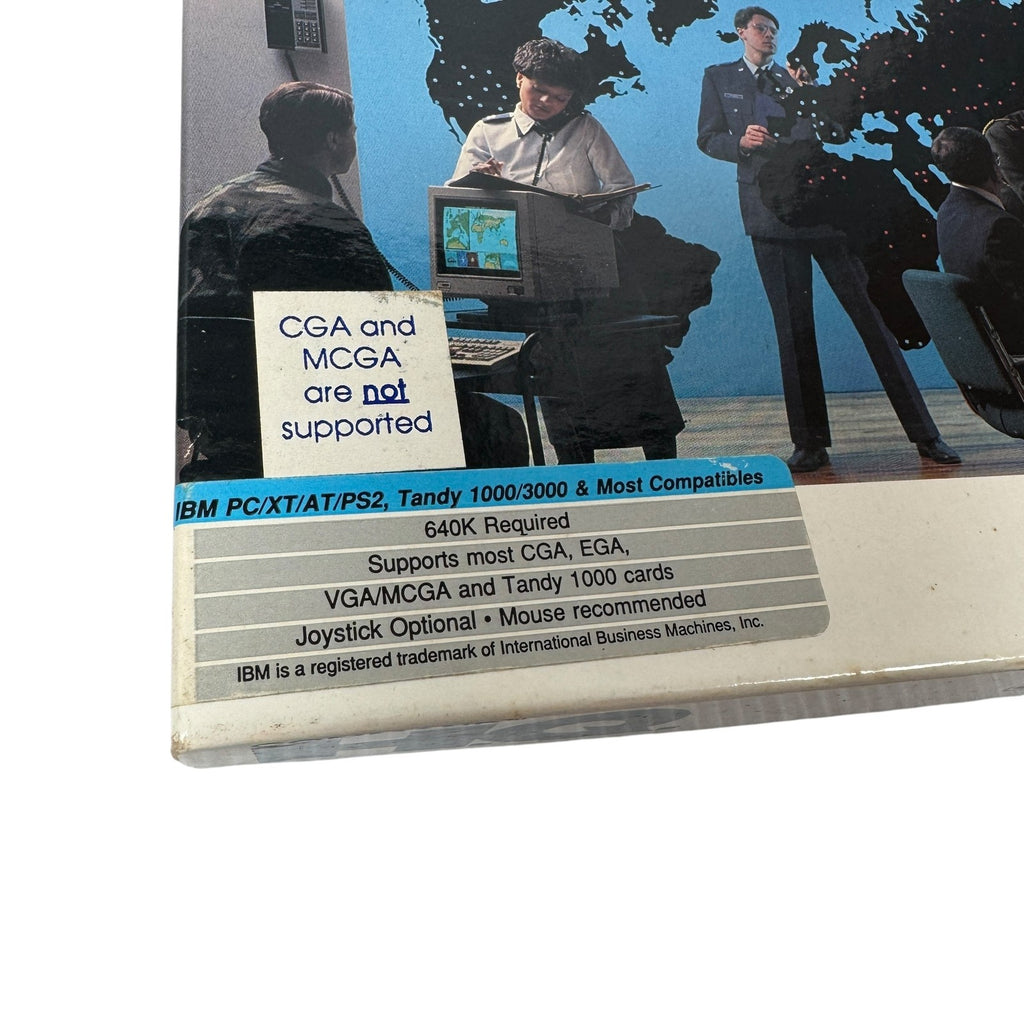 CGA and
MCGA
are not
supported
IBM PC/XT/AT/PS2, Tandy 1000/3000 & Most Compatibles
640K Required
Supports most CGA, EGA,
VGA/MCGA and Tandy 1000 cards
Joystick Optional • Mouse recommended
IBM is a registered trademark of International Business Machines, Inc.